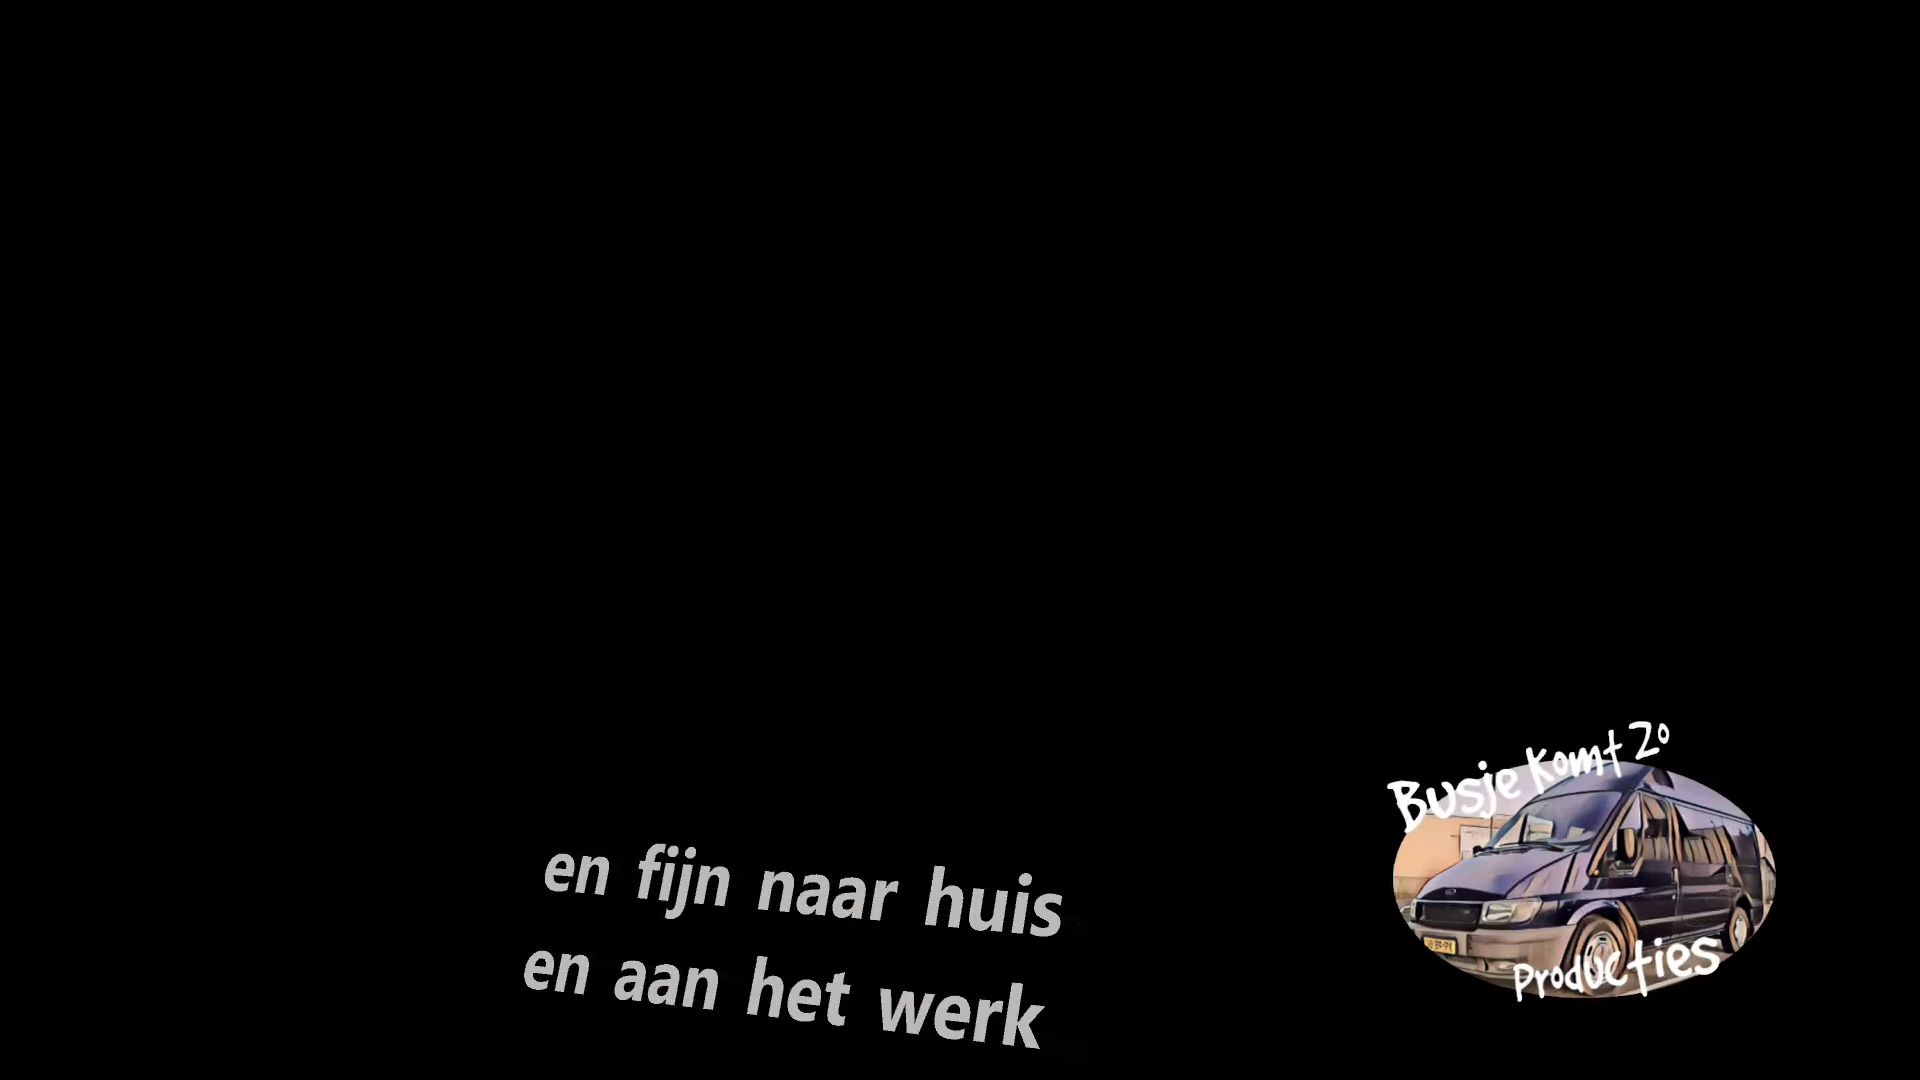 Busje Komt Zo
en fijn naar huis
en aan het werk
Producties